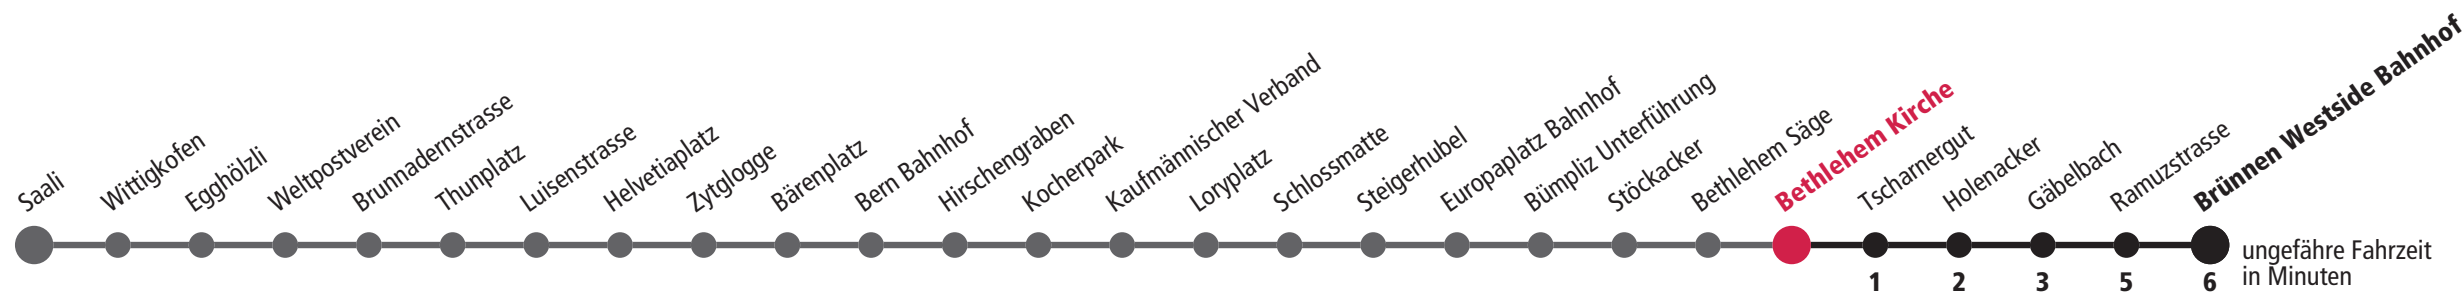 Saali
Wittigkofen
Egghölzli
Weltpostverein
Brunnadernstrasse
Thunplatz
Luisenstrasse
Helvetiaplatz
Zytglogge
Bärenplatz
Bern Bahnhof
Hirschengraben
Kocherpark
Kaufmännischer Verband
Loryplatz
Schlossmatte
Steigerhubel
Europaplatz Bahnhof
Bümpliz Unterführung
Stöckacker
Bethlehem Säge
Bethlehem Kirche
Tscharnergut
Holenacker
Gäbelbach
Ramuzstrasse
Brünnen Westside Bahnhof
1 2 3 5 6
ungefähre Fahrzeit
in Minuten